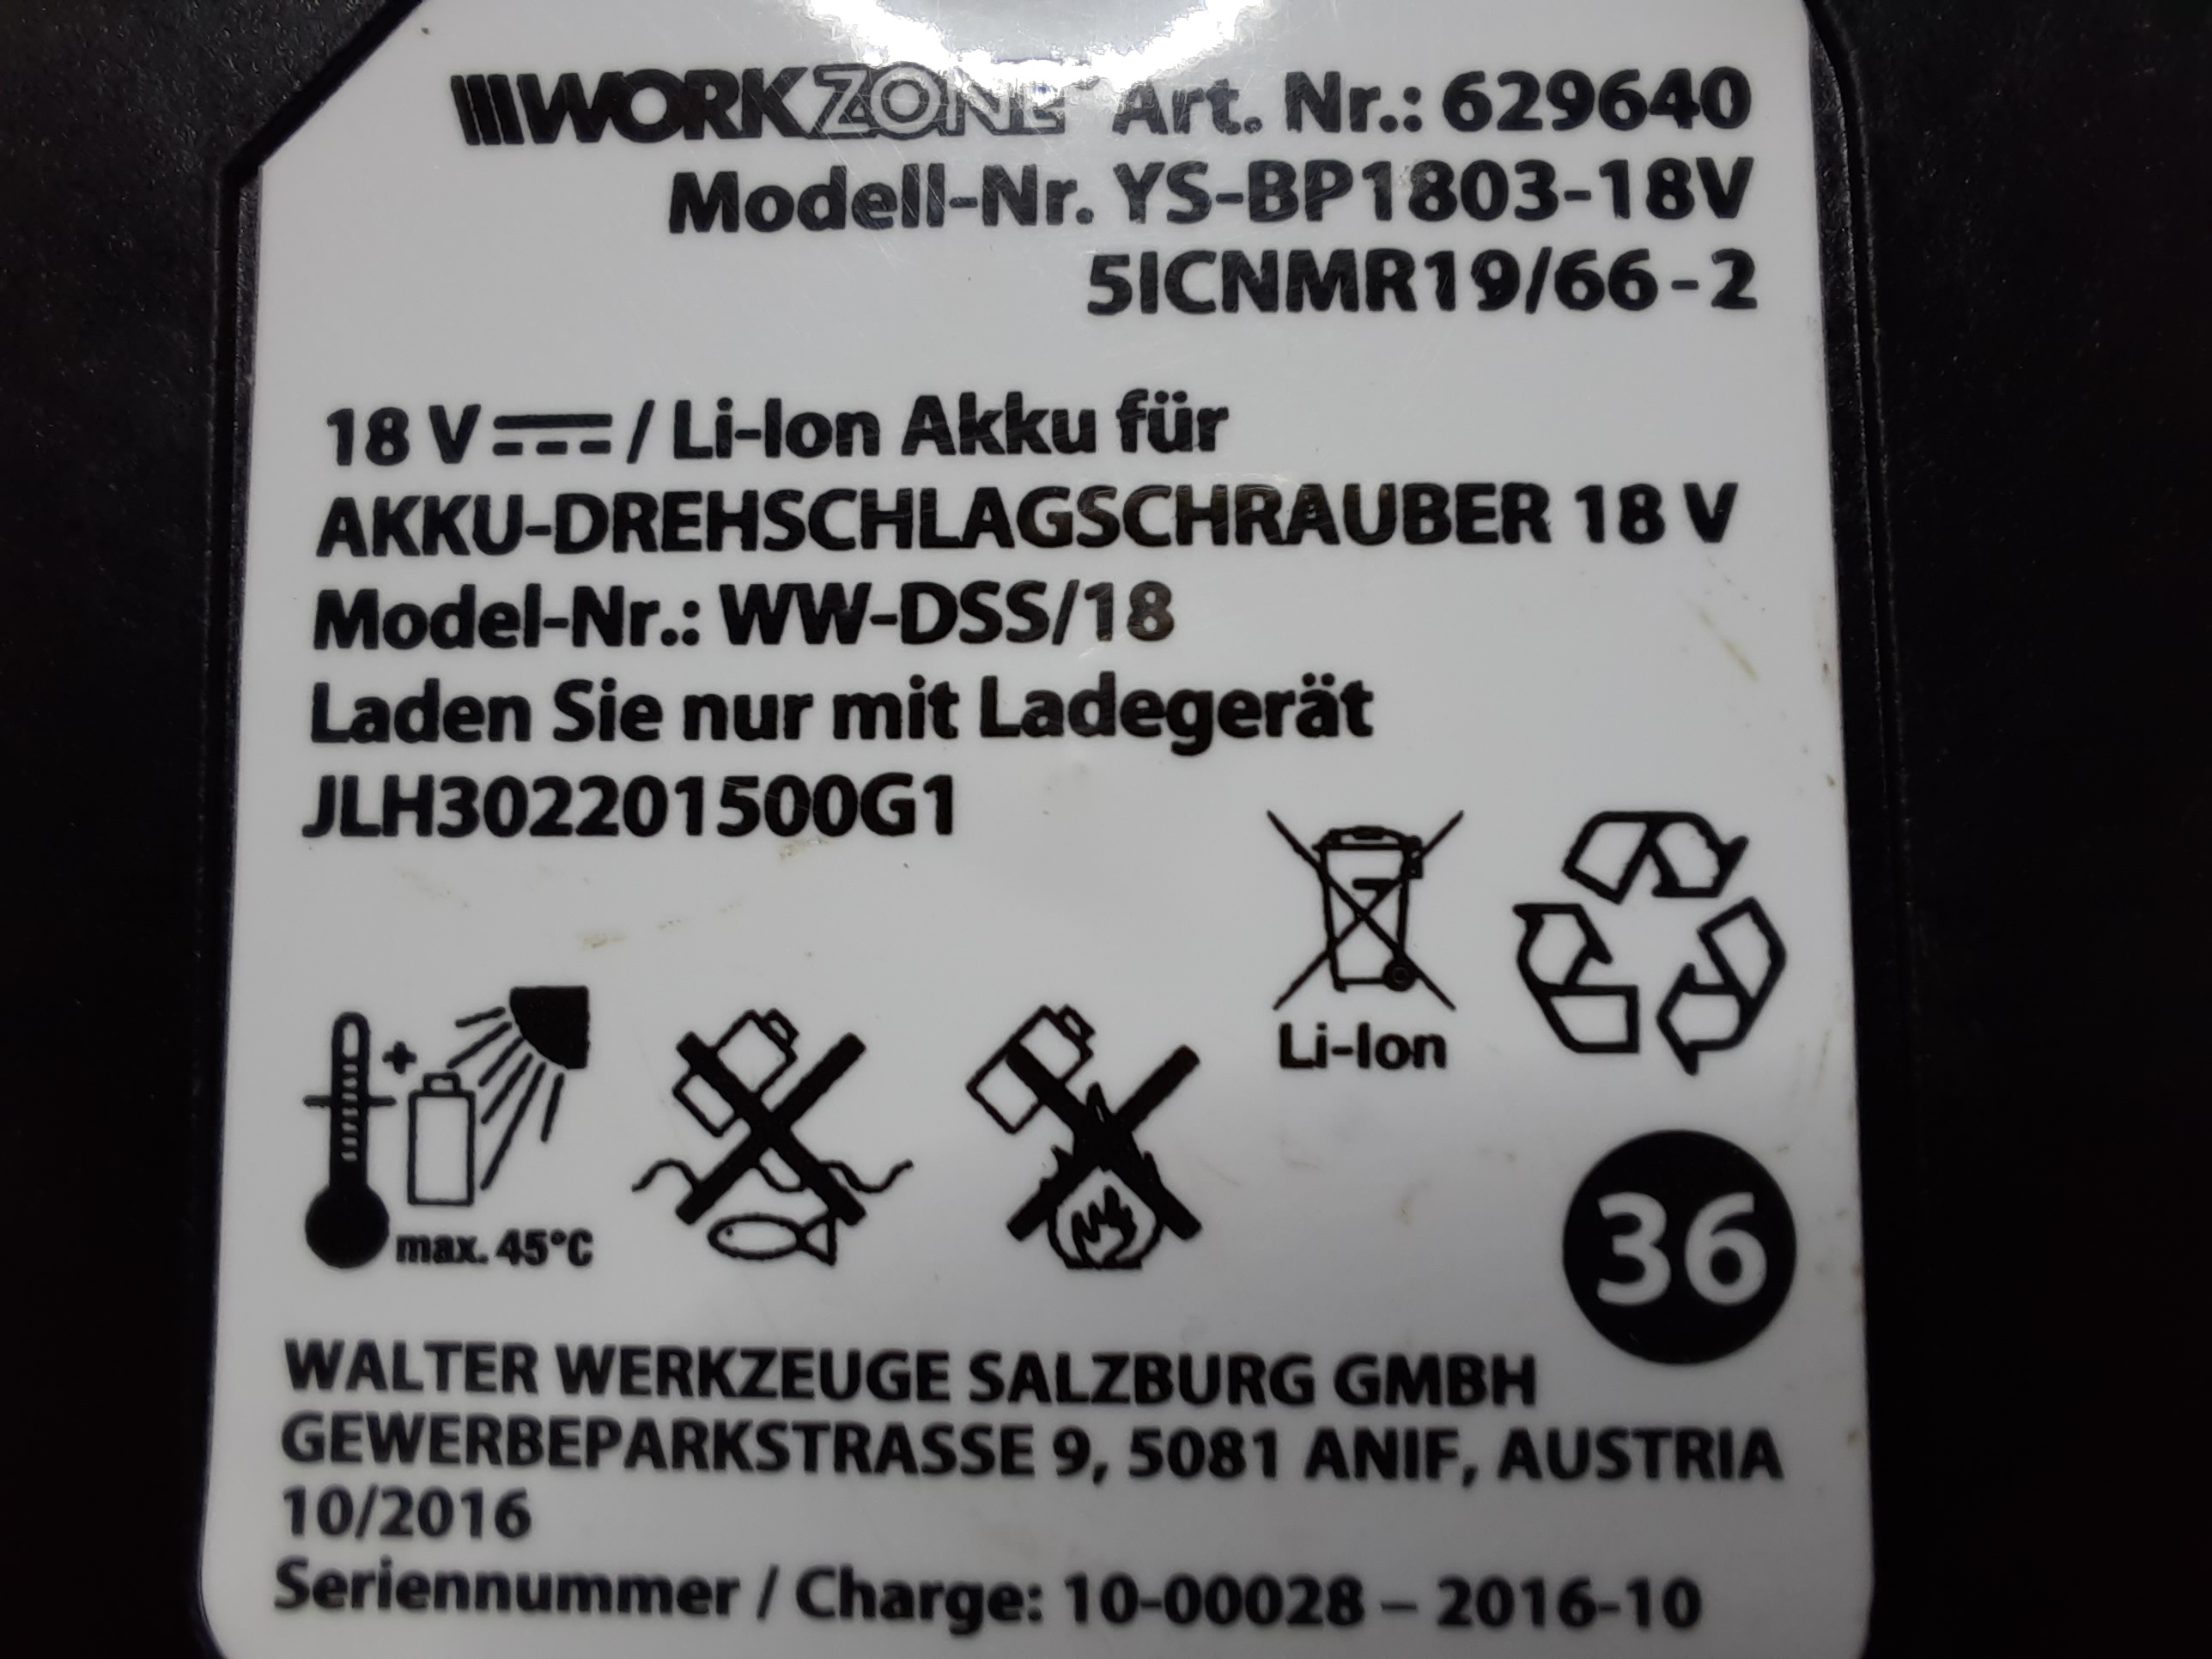 WORKZONE Art. Nr.: 629640
Modell-Nr. YS-BP1803-18V
5ICNMR19/66-2
18 V ⎓ / Li-Ion Akku für
AKKU-DREHSCHLAGSCHRAUBER 18 V
Model-Nr.: WW-DSS/18
Laden Sie nur mit Ladegerät
JLH302201500G1
Li-Ion
+
max. 45°C
36
WALTER WERKZEUGE SALZBURG GMBH
GEWERBEPARKSTRASSE 9, 5081 ANIF, AUSTRIA
10/2016
Seriennummer / Charge: 10-00028 – 2016-10